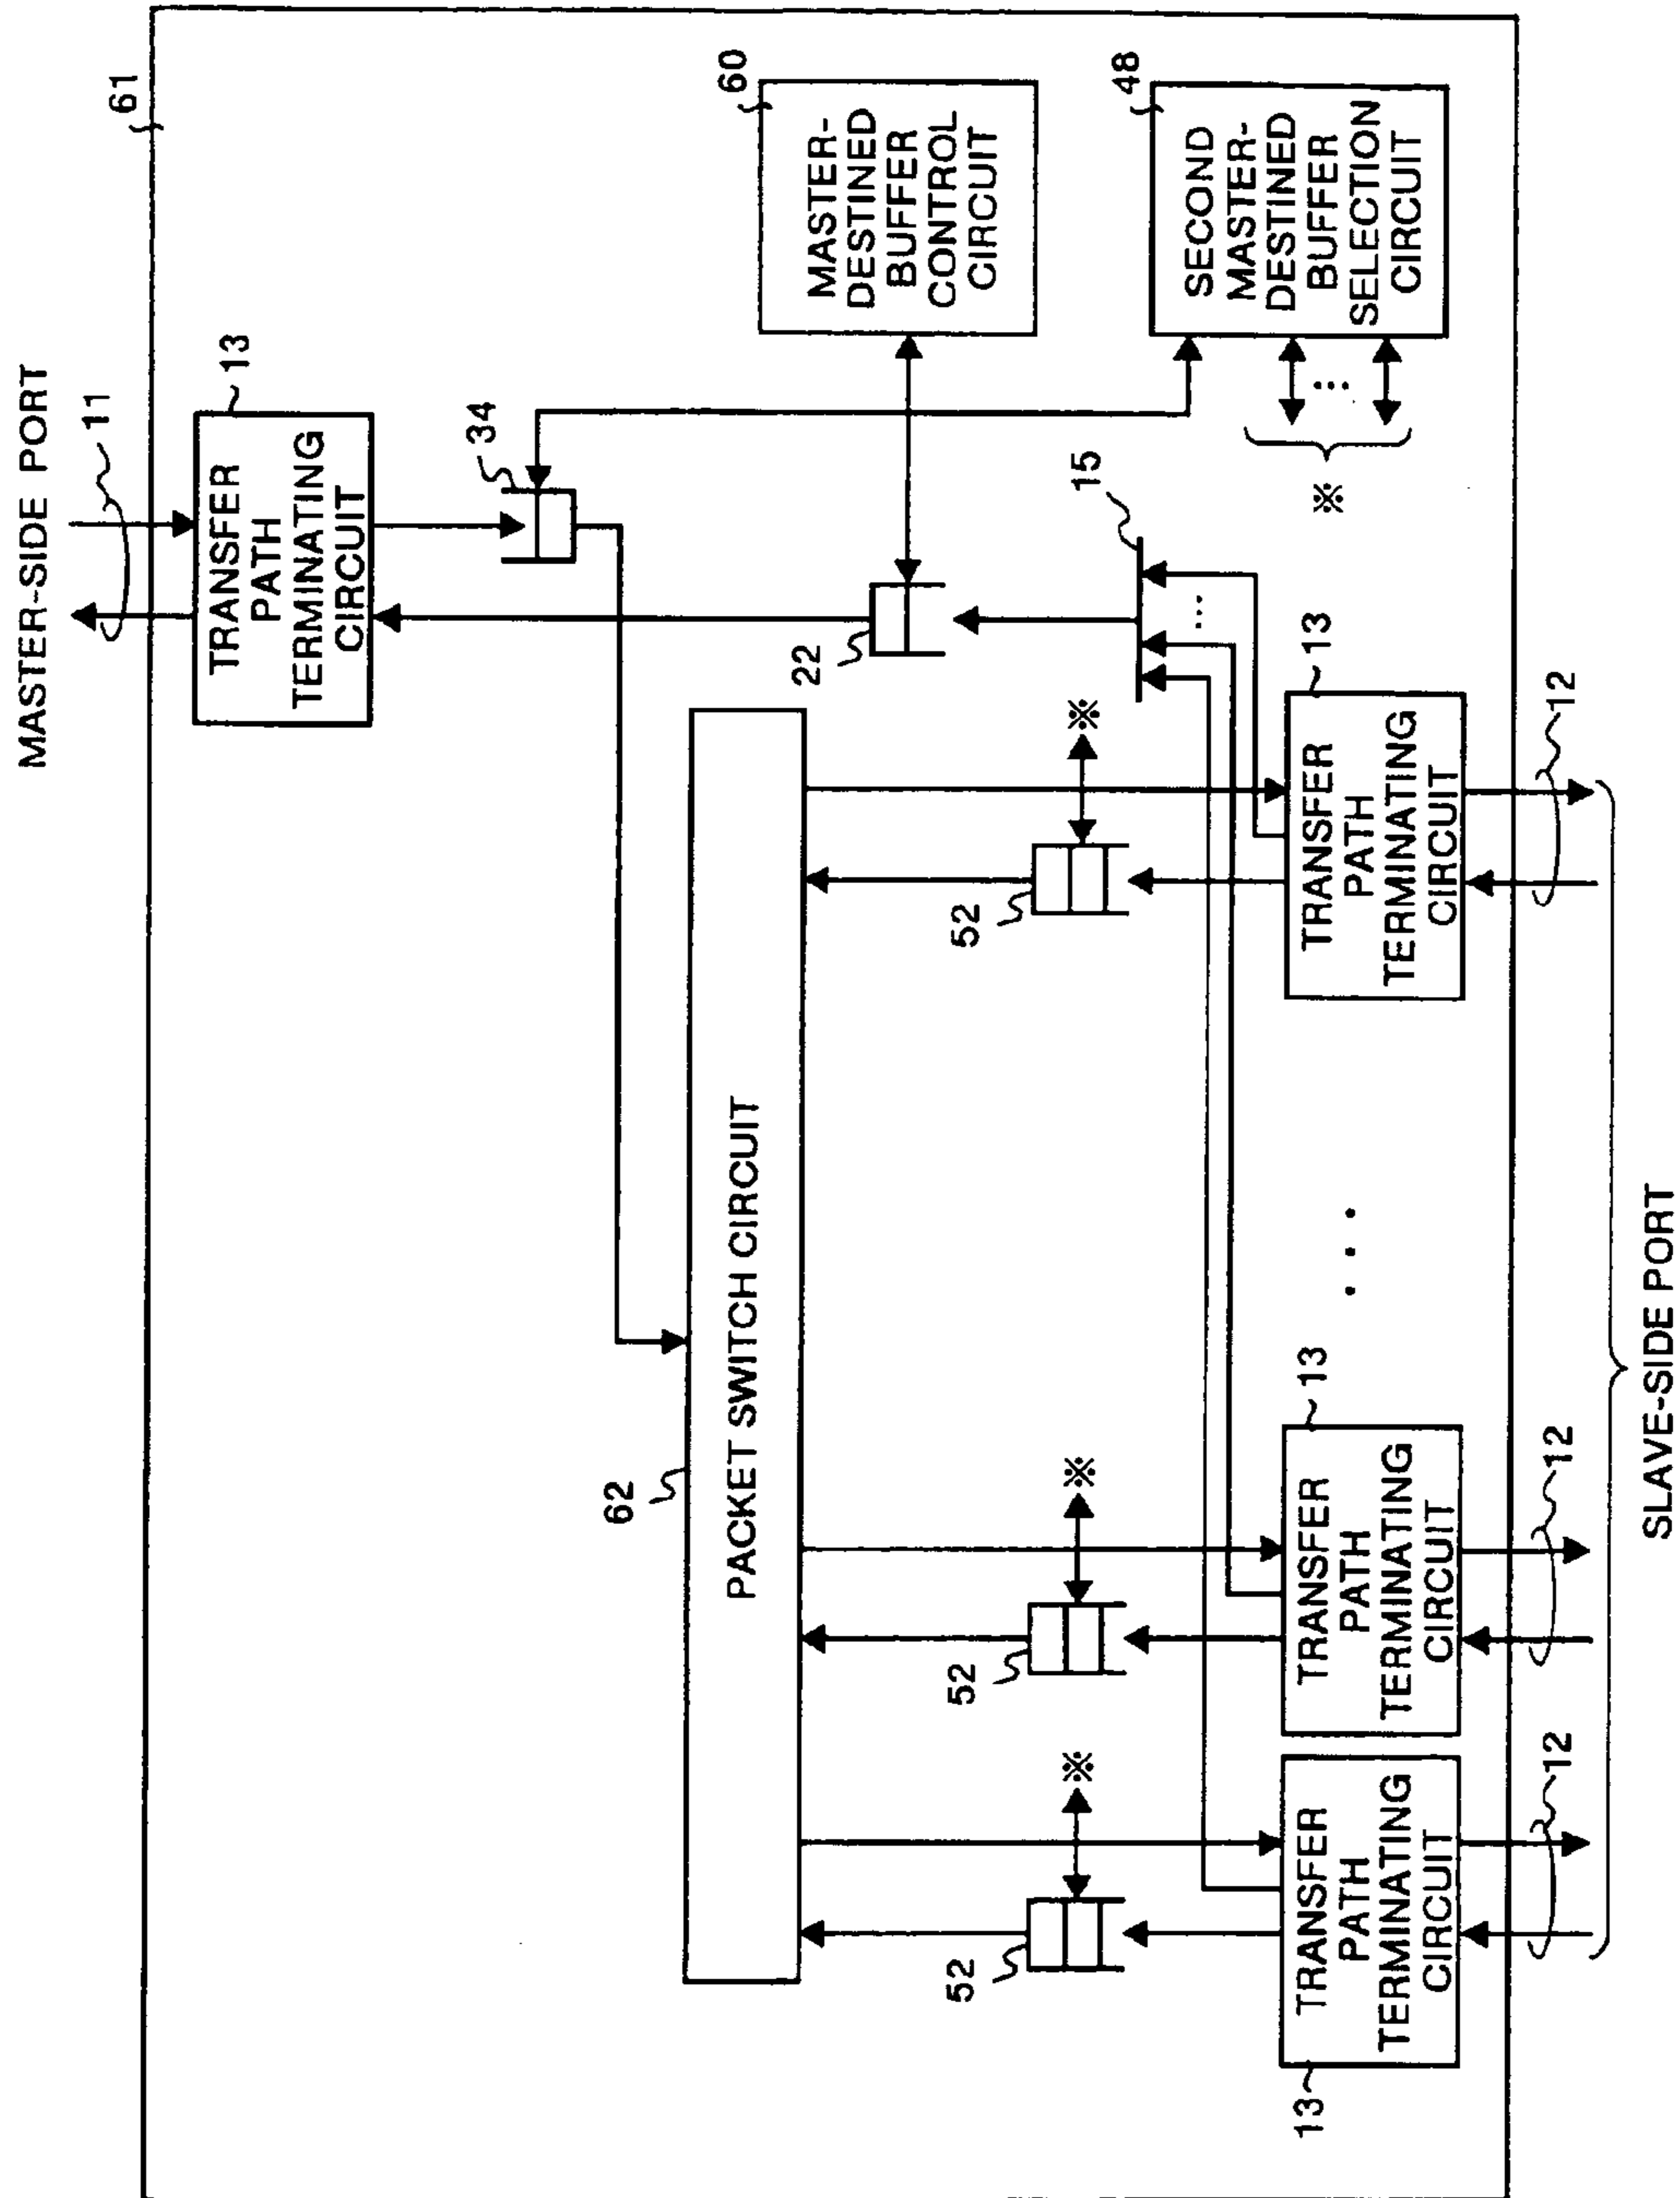 MASTER-SIDE PORT
11
61
TRANSFER
PATH
TERMINATING
CIRCUIT
13
34
60
MASTER-
DESTINED
BUFFER
CONTROL
CIRCUIT
48
SECOND
MASTER-
DESTINED
BUFFER
SELECTION
CIRCUIT
※
22
15
...
62
PACKET SWITCH CIRCUIT
52
※
52
※
52
※
13
TRANSFER
PATH
TERMINATING
CIRCUIT
12
TRANSFER
PATH
TERMINATING
CIRCUIT
13
12
...
TRANSFER
PATH
TERMINATING
CIRCUIT
13
12
SLAVE-SIDE PORT